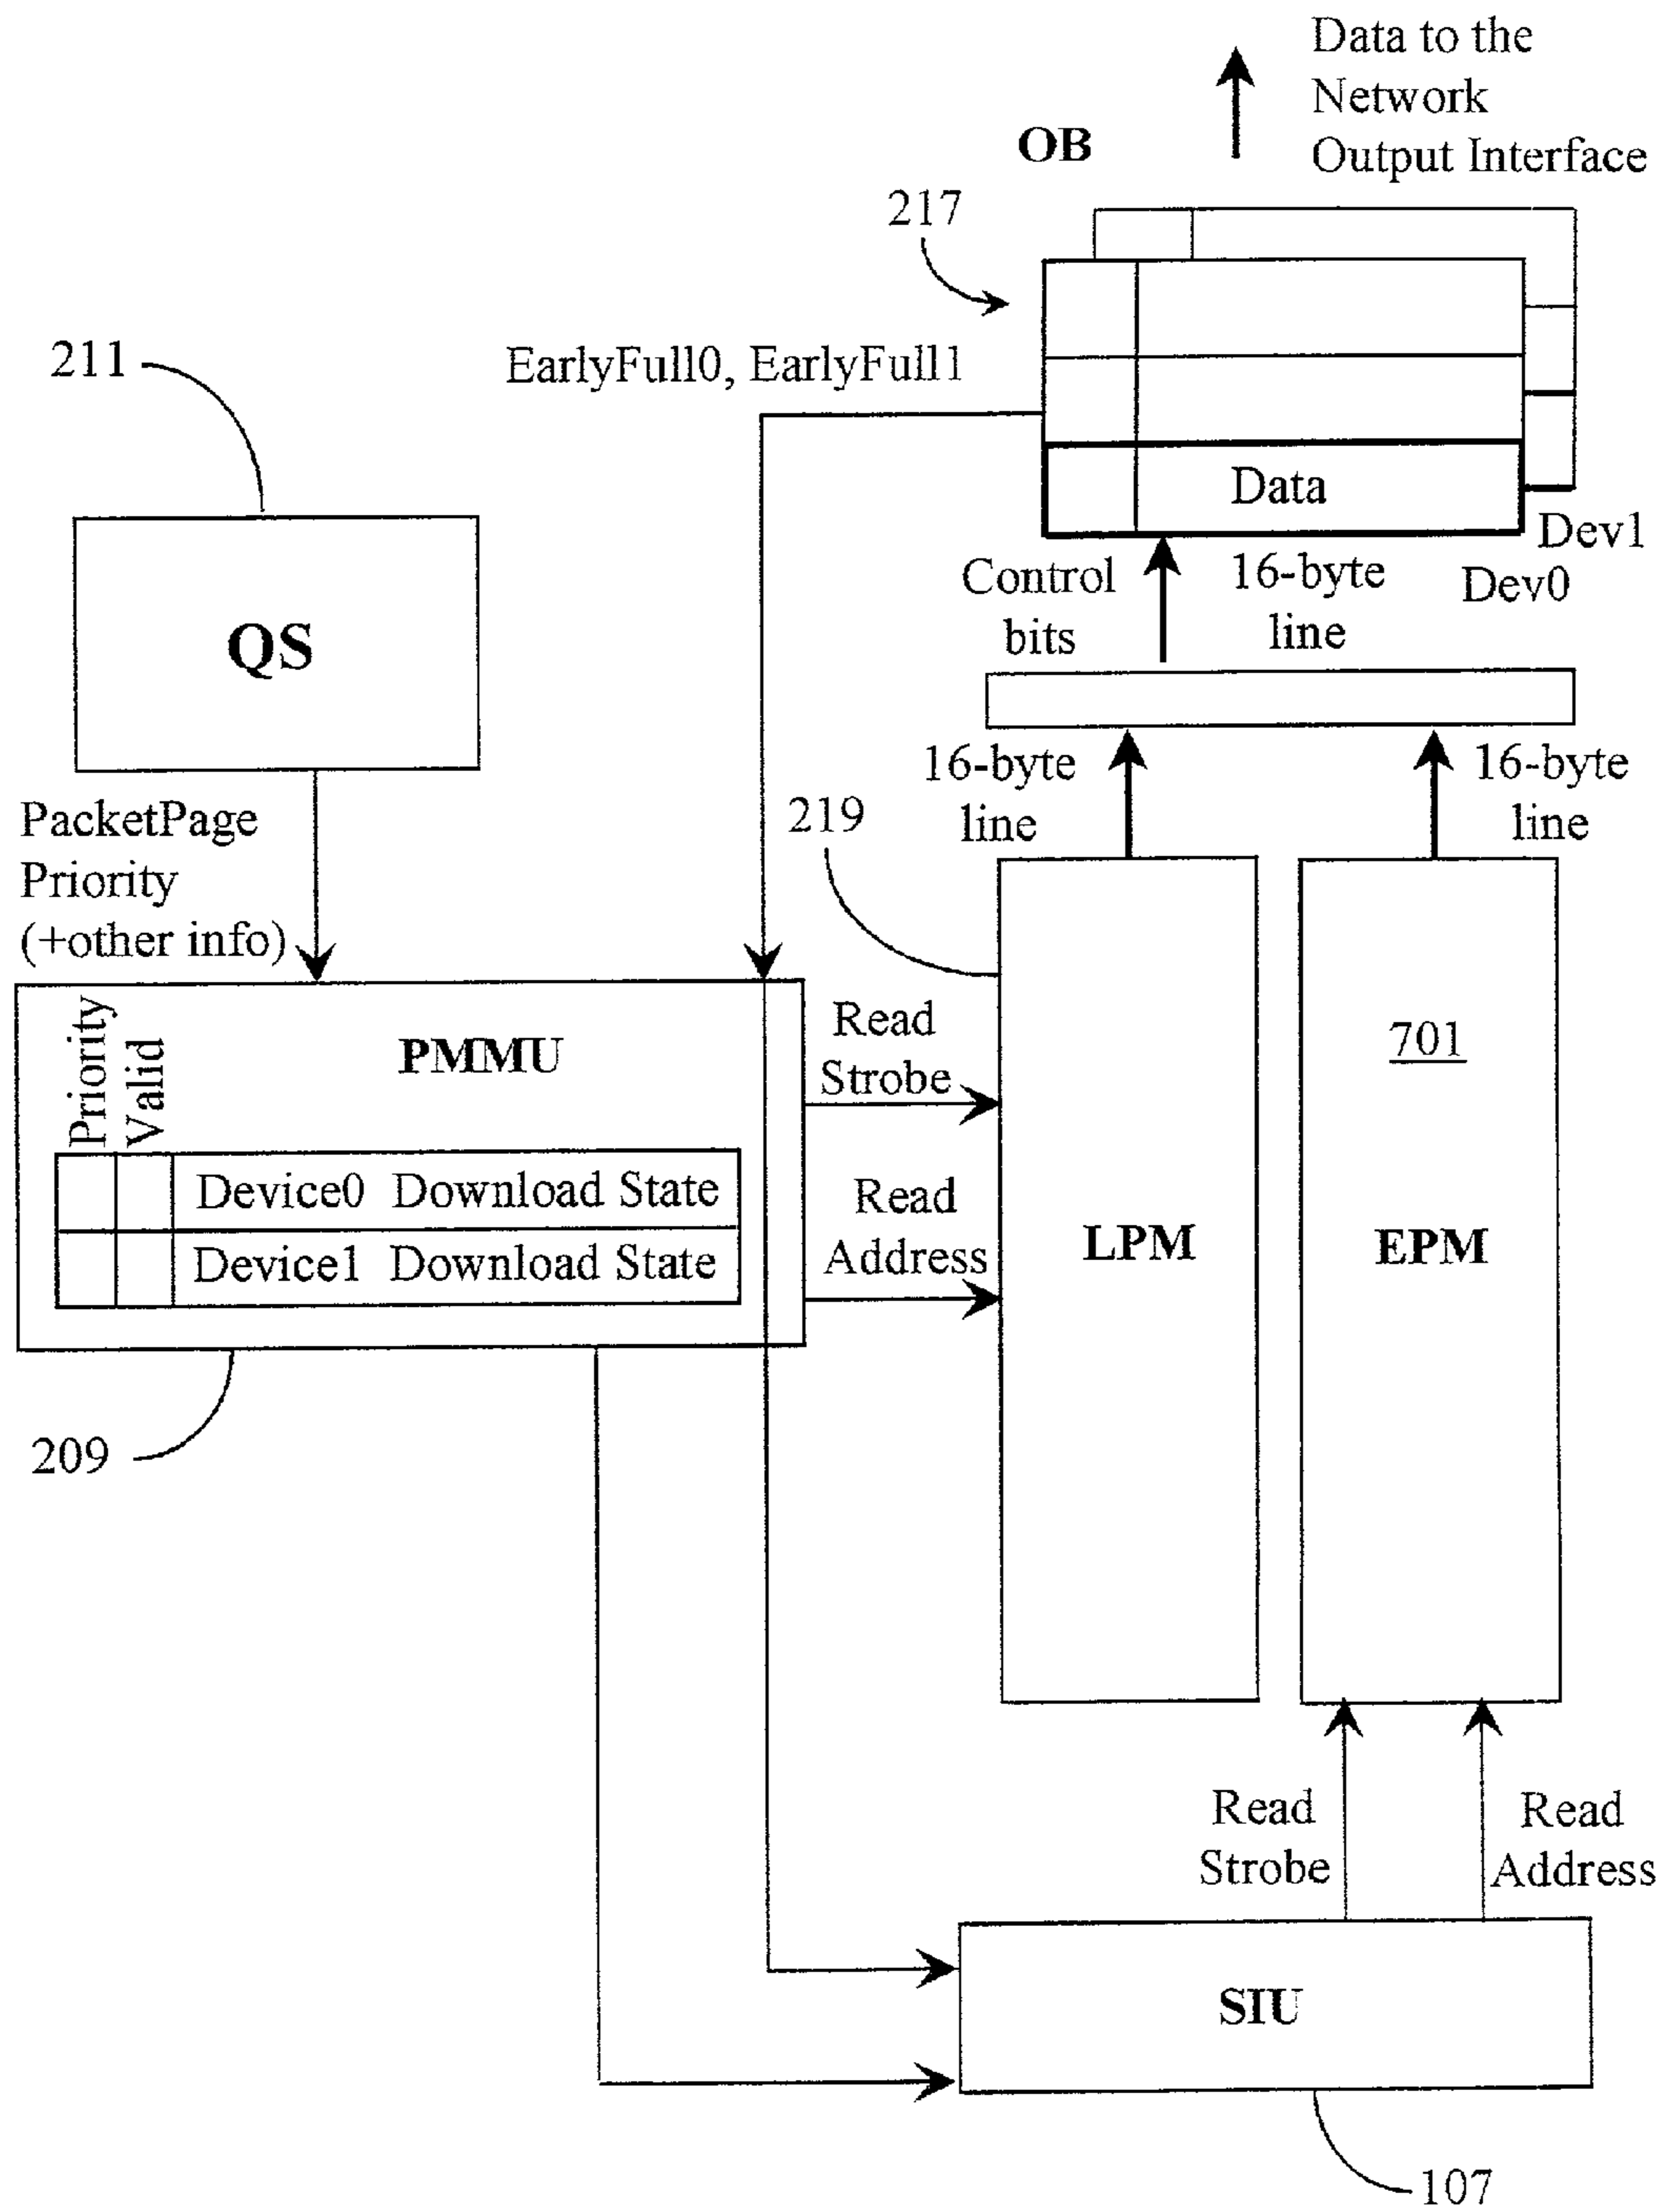 Data to the
Network
Output Interface
OB
217
211
EarlyFull0, EarlyFull1
Data
Dev1
Dev0
Control
bits
16-byte
line
QS
16-byte
line
16-byte
line
219
PacketPage
Priority
(+other info)
Priority
Valid
PMMU
Device0 Download State
Device1 Download State
Read
Strobe
Read
Address
LPM
701
EPM
209
Read
Strobe
Read
Address
SIU
107